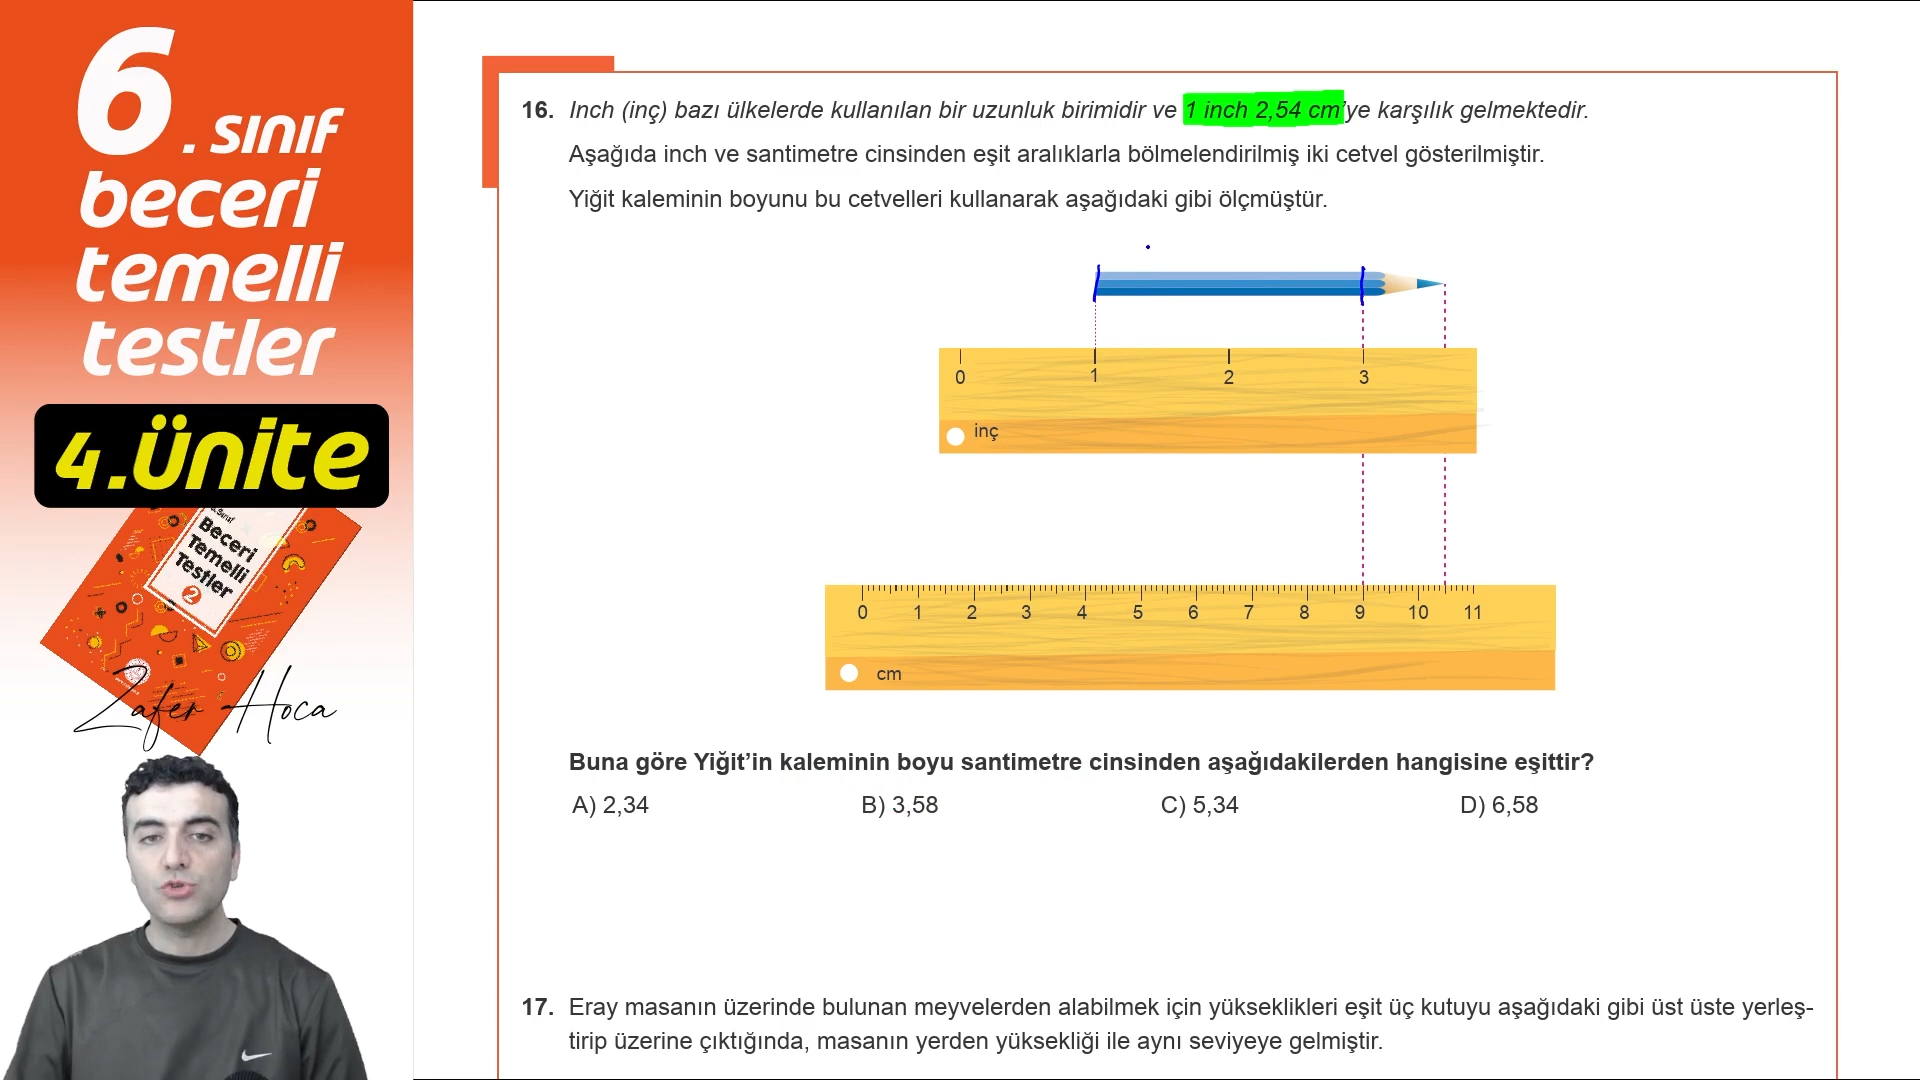 6. sınıf
beceri
temelli
testler
4.Ünite
Beceri
Temelli
Testler
2
Zafer Hoca
16. Inch (inç) bazı ülkelerde kullanılan bir uzunluk birimidir ve 1 inch 2,54 cm'ye karşılık gelmektedir.
Aşağıda inch ve santimetre cinsinden eşit aralıklarla bölmelendirilmiş iki cetvel gösterilmiştir.
Yiğit kaleminin boyunu bu cetvelleri kullanarak aşağıdaki gibi ölçmüştür.
0 1 2 3
inç
0 1 2 3 4 5 6 7 8 9 10 11
cm
Buna göre Yiğit’in kaleminin boyu santimetre cinsinden aşağıdakilerden hangisine eşittir?
A) 2,34 B) 3,58 C) 5,34 D) 6,58
17. Eray masanın üzerinde bulunan meyvelerden alabilmek için yükseklikleri eşit üç kutuyu aşağıdaki gibi üst üste yerleş-
tirip üzerine çıktığında, masanın yerden yüksekliği ile aynı seviyeye gelmiştir.